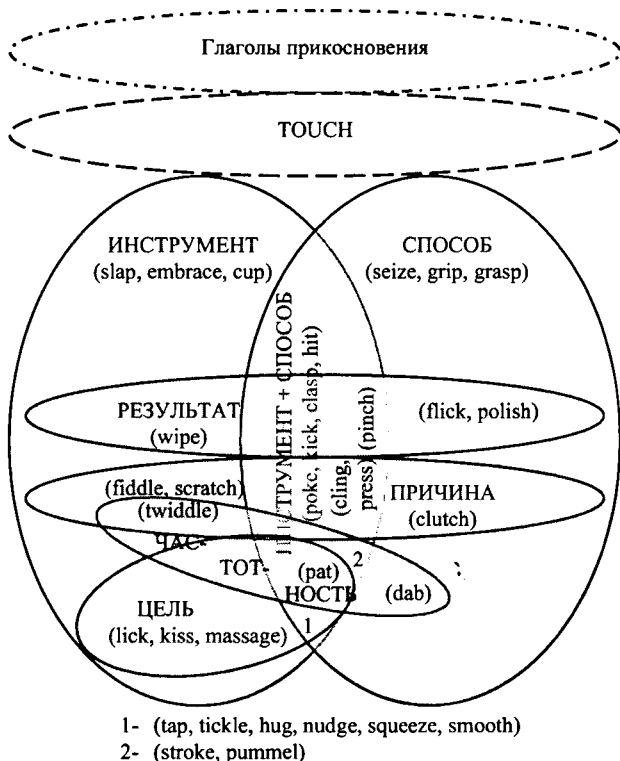 Глаголы прикосновения
TOUCH
ИНСТРУМЕНТ
(slap, embrace, cup)
СПОСОБ
(seize, grip, grasp)
ИНСТРУМЕНТ + СПОСОБ
(poke, kick, clasp, hit)
(cling,
press) (pinch)
РЕЗУЛЬТАТ
(wipe)
(flick, polish)
(fiddle, scratch)
(twiddle)
ПРИЧИНА
(clutch)
ЧАС-
ТОТ-
НОСТЬ
(pat)
2
(dab)
ЦЕЛЬ
(lick, kiss, massage)
1
1- (tap, tickle, hug, nudge, squeeze, smooth)
2- (stroke, pummel)